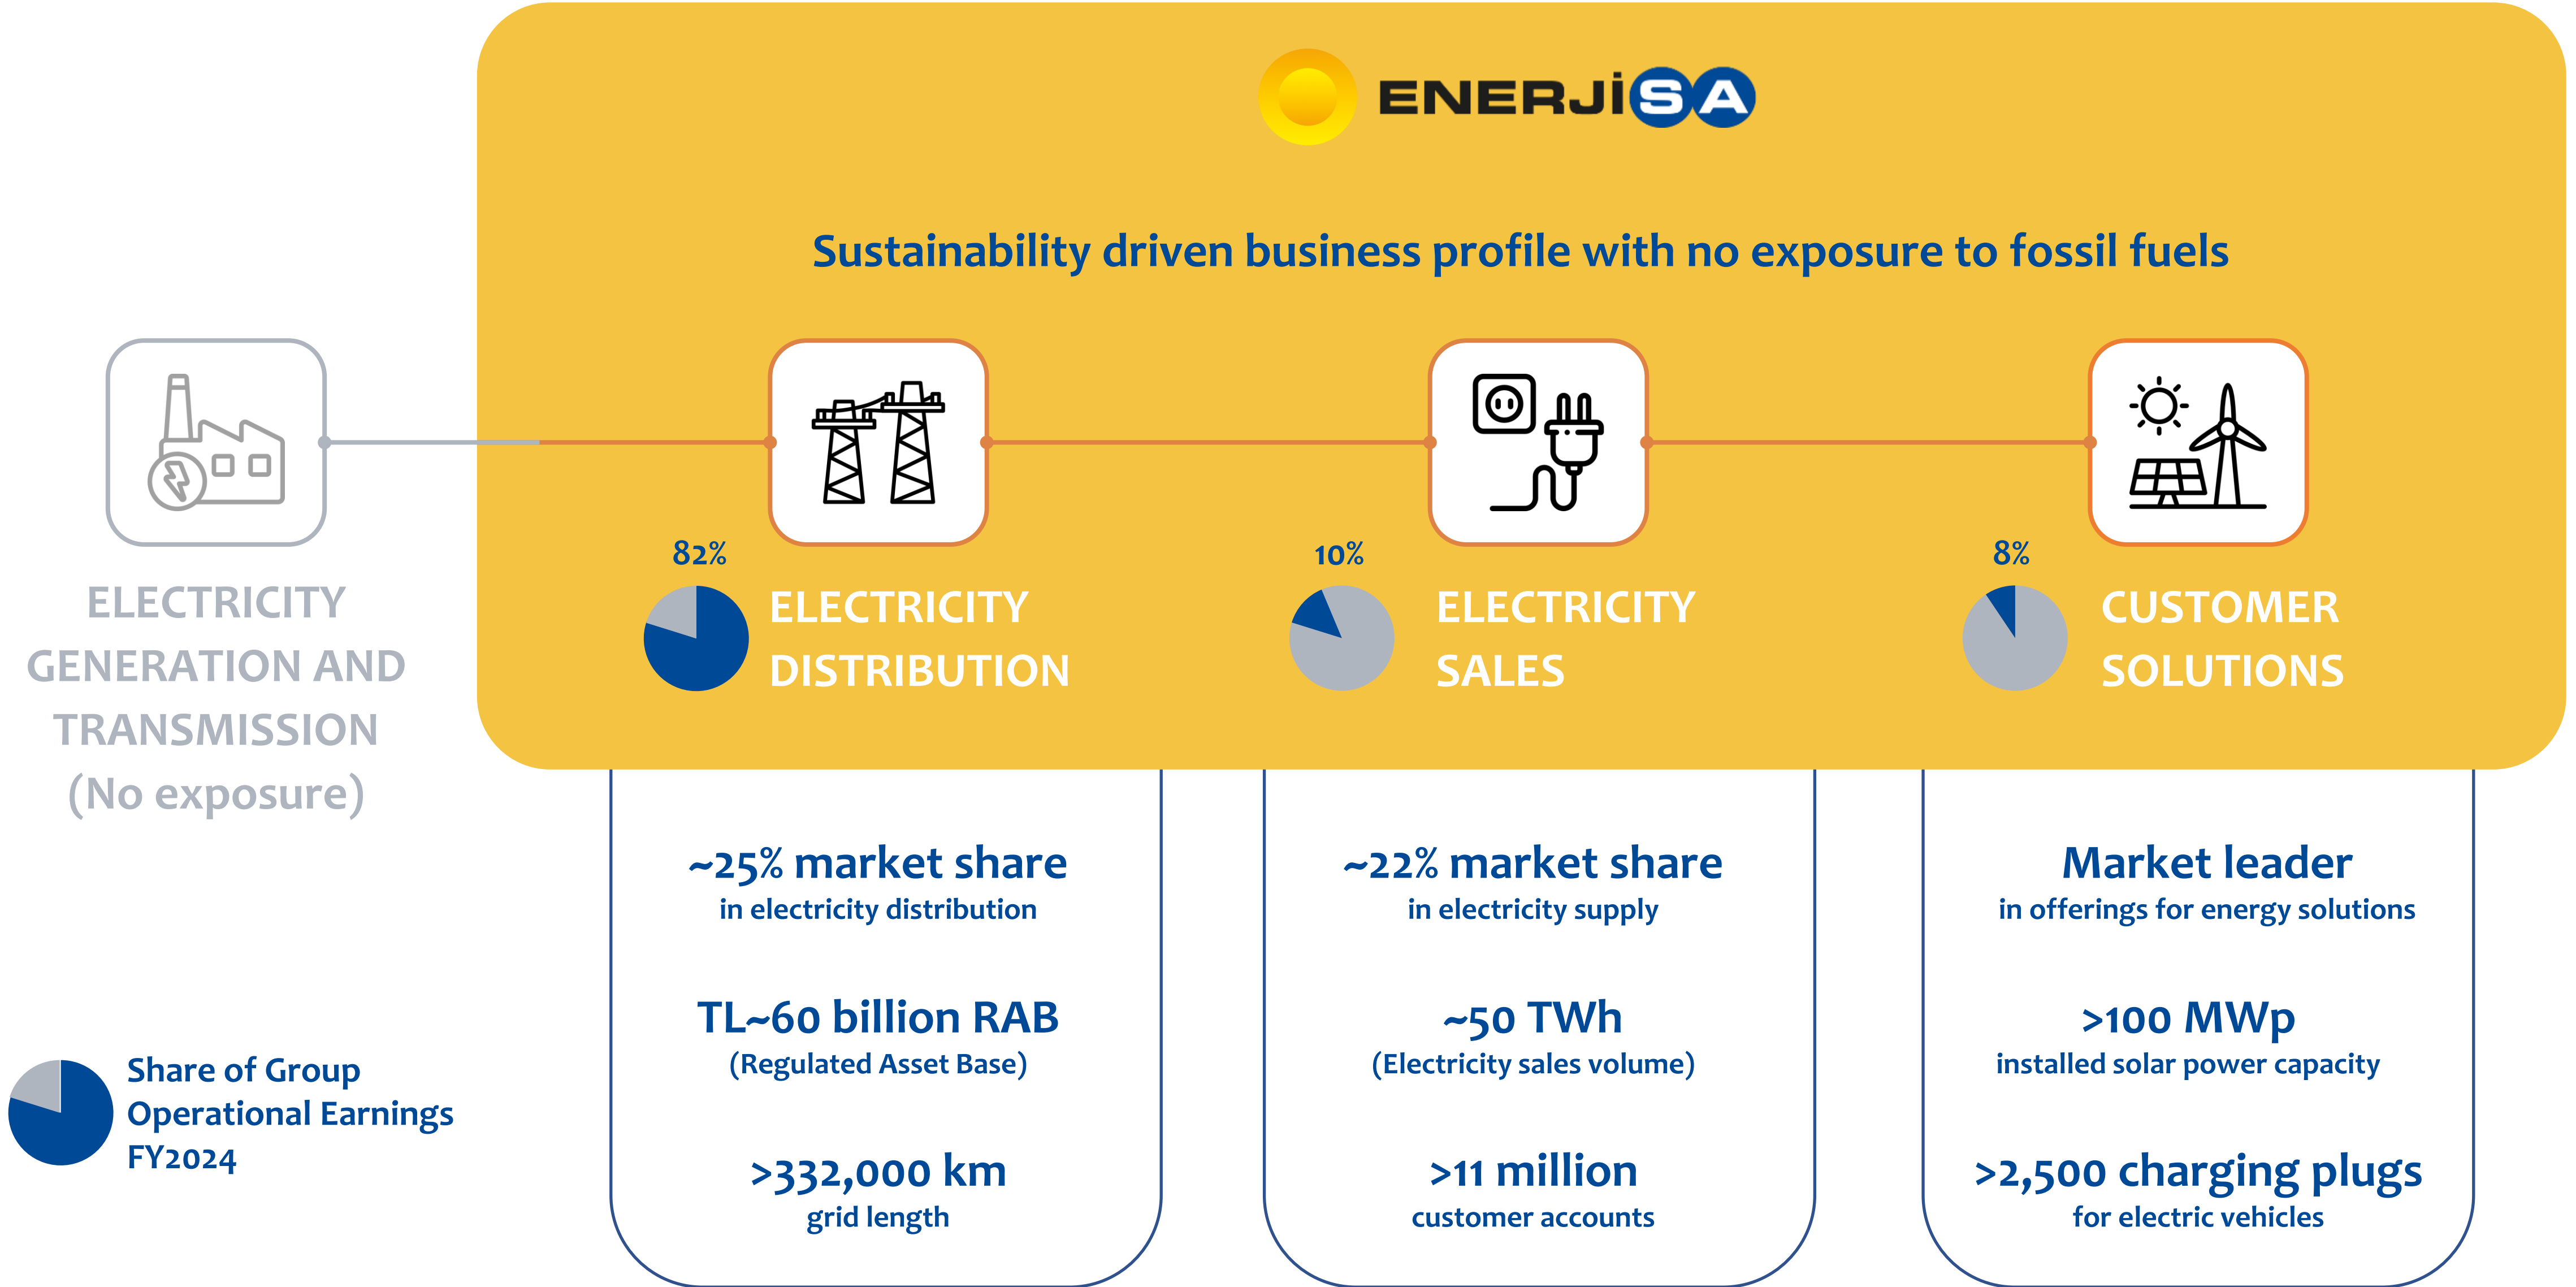 ENERJİSA
Sustainability driven business profile with no exposure to fossil fuels
ELECTRICITY
GENERATION AND
TRANSMISSION
(No exposure)
82%
ELECTRICITY
DISTRIBUTION
10%
ELECTRICITY
SALES
8%
CUSTOMER
SOLUTIONS
~25% market share
in electricity distribution
TL~60 billion RAB
(Regulated Asset Base)
>332,000 km
grid length
~22% market share
in electricity supply
~50 TWh
(Electricity sales volume)
>11 million
customer accounts
Market leader
in offerings for energy solutions
>100 MWp
installed solar power capacity
>2,500 charging plugs
for electric vehicles
Share of Group
Operational Earnings
FY2024